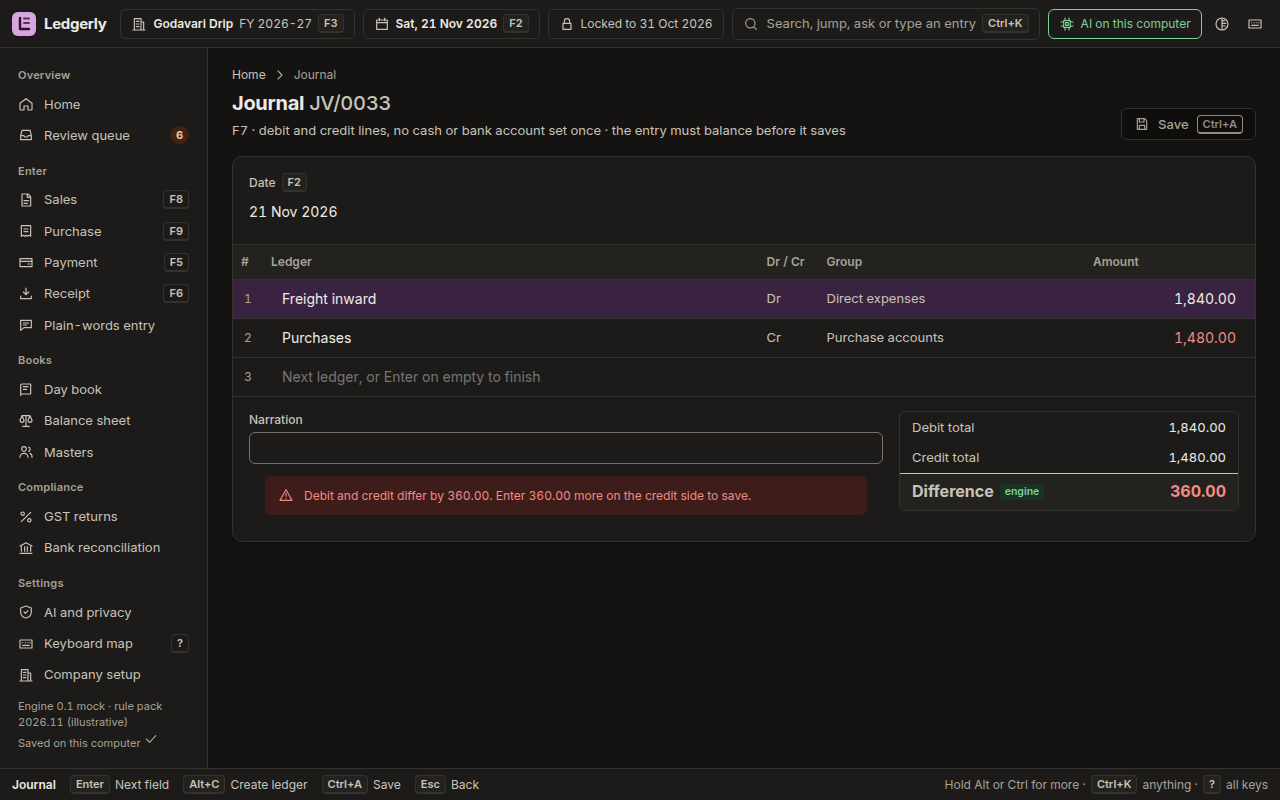 Ledgerly
Godavari Drip FY 2026-27 F3
Sat, 21 Nov 2026 F2
Locked to 31 Oct 2026
Search, jump, ask or type an entry Ctrl+K
AI on this computer
Overview
Home
Review queue 6
Enter
Sales F8
Purchase F9
Payment F5
Receipt F6
Plain-words entry
Books
Day book
Balance sheet
Masters
Compliance
GST returns
Bank reconciliation
Settings
AI and privacy
Keyboard map ?
Company setup
Engine 0.1 mock · rule pack
2026.11 (illustrative)
Saved on this computer
Home > Journal
Journal JV/0033
F7 · debit and credit lines, no cash or bank account set once · the entry must balance before it saves
Save Ctrl+A
Date F2
21 Nov 2026
# Ledger Dr / Cr Group Amount
1 Freight inward Dr Direct expenses 1,840.00
2 Purchases Cr Purchase accounts 1,480.00
3 Next ledger, or Enter on empty to finish
Narration
Debit and credit differ by 360.00. Enter 360.00 more on the credit side to save.
Debit total 1,840.00
Credit total 1,480.00
Difference engine 360.00
Journal Enter Next field Alt+C Create ledger Ctrl+A Save Esc Back
Hold Alt or Ctrl for more · Ctrl+K anything · ? all keys